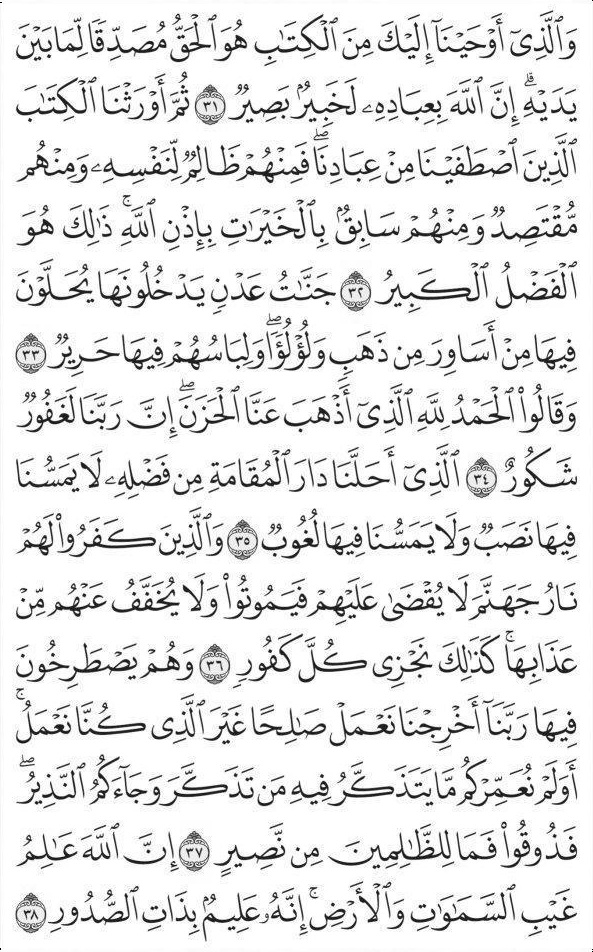 وَٱلَّذِىٓ أَوۡحَيۡنَآ إِلَيۡكَ مِنَ ٱلۡكِتَٰبِ هُوَ ٱلۡحَقُّ مُصَدِّقٗا لِّمَا بَيۡنَ
يَدَيۡهِۗ إِنَّ ٱللَّهَ بِعِبَادِهِۦ لَخَبِيرُۢ بَصِيرٞ ٣١ ثُمَّ أَوۡرَثۡنَا ٱلۡكِتَٰبَ
ٱلَّذِينَ ٱصۡطَفَيۡنَا مِنۡ عِبَادِنَاۖ فَمِنۡهُمۡ ظَالِمٞ لِّنَفۡسِهِۦ وَمِنۡهُم
مُّقۡتَصِدٞ وَمِنۡهُمۡ سَابِقُۢ بِٱلۡخَيۡرَٰتِ بِإِذۡنِ ٱللَّهِۚ ذَٰلِكَ هُوَ
ٱلۡفَضۡلُ ٱلۡكَبِيرُ ٣٢ جَنَّٰتُ عَدۡنٖ يَدۡخُلُونَهَا يُحَلَّوۡنَ
فِيهَا مِنۡ أَسَاوِرَ مِن ذَهَبٖ وَلُؤۡلُؤٗاۖ وَلِبَاسُهُمۡ فِيهَا حَرِيرٞ ٣٣
وَقَالُواْ ٱلۡحَمۡدُ لِلَّهِ ٱلَّذِىٓ أَذۡهَبَ عَنَّا ٱلۡحَزَنَۖ إِنَّ رَبَّنَا لَغَفُورٞ
شَكُورٌ ٣٤ ٱلَّذِىٓ أَحَلَّنَا دَارَ ٱلۡمُقَامَةِ مِن فَضۡلِهِۦ لَا يَمَسُّنَا
فِيهَا نَصَبٞ وَلَا يَمَسُّنَا فِيهَا لُغُوبٞ ٣٥ وَٱلَّذِينَ كَفَرُواْ لَهُمۡ
نَارُ جَهَنَّمَ لَا يُقۡضَىٰ عَلَيۡهِمۡ فَيَمُوتُواْ وَلَا يُخَفَّفُ عَنۡهُم مِّنۡ
عَذَابِهَاۚ كَذَٰلِكَ نَجۡزِى كُلَّ كَفُورٖ ٣٦ وَهُمۡ يَصۡطَرِخُونَ
فِيهَا رَبَّنَآ أَخۡرِجۡنَا نَعۡمَلۡ صَٰلِحًا غَيۡرَ ٱلَّذِى كُنَّا نَعۡمَلُۚ
أَوَلَمۡ نُعَمِّرۡكُم مَّا يَتَذَكَّرُ فِيهِ مَن تَذَكَّرَ وَجَآءَكُمُ ٱلنَّذِيرُۖ
فَذُوقُواْ فَمَا لِلظَّٰلِمِينَ مِن نَّصِيرٍ ٣٧ إِنَّ ٱللَّهَ عَٰلِمُ
غَيۡبِ ٱلسَّمَٰوَٰتِ وَٱلۡأَرۡضِۚ إِنَّهُۥ عَلِيمُۢ بِذَاتِ ٱلصُّدُورِ ٣٨